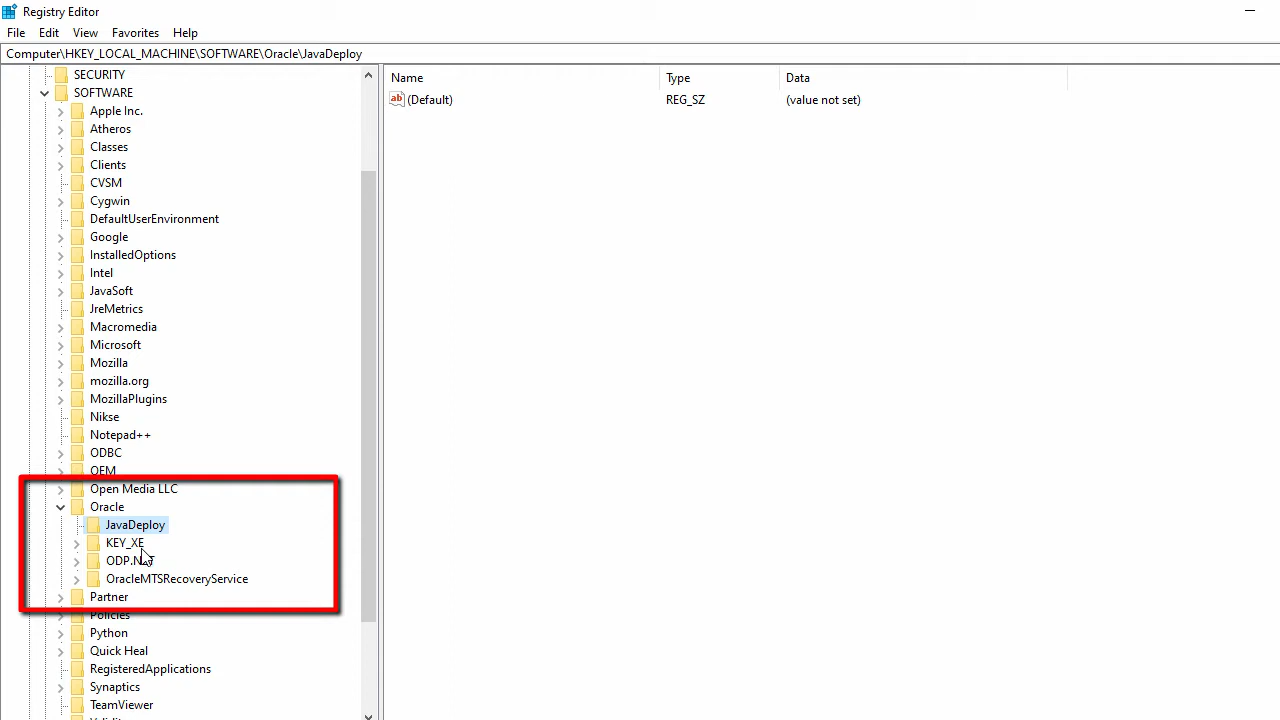 Registry Editor
File Edit View Favorites Help
Computer\HKEY_LOCAL_MACHINE\SOFTWARE\Oracle\JavaDeploy
Name Type Data
ab (Default) REG_SZ (value not set)
SECURITY
SOFTWARE
Apple Inc.
Atheros
Classes
Clients
CVSM
Cygwin
DefaultUserEnvironment
Google
InstalledOptions
Intel
JavaSoft
JreMetrics
Macromedia
Microsoft
Mozilla
mozilla.org
MozillaPlugins
Nikse
Notepad++
ODBC
OEM
Open Media LLC
Oracle
JavaDeploy
KEY_XE
ODP.NET
OracleMTSRecoveryService
Partner
Policies
Python
Quick Heal
RegisteredApplications
Synaptics
TeamViewer